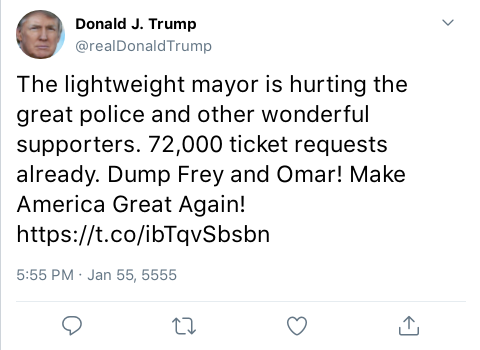 Donald J. Trump
@realDonaldTrump
The lightweight mayor is hurting the
great police and other wonderful
supporters. 72,000 ticket requests
already. Dump Frey and Omar! Make
America Great Again!
https://t.co/ibTqvSbsbn
5:55 PM · Jan 55, 5555